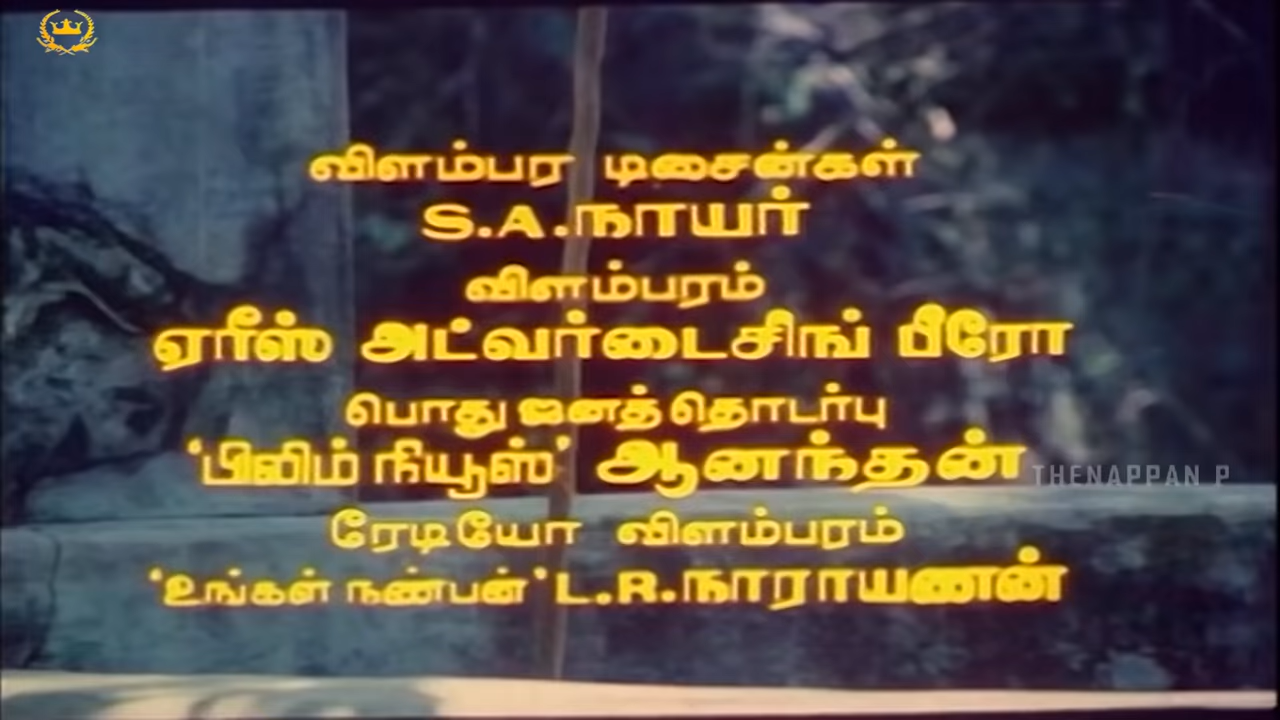 விளம்பர டிசைன்கள்
S.A.நாயர்
விளம்பரம்
ஏரீஸ் அட்வர்டைசிங் பீரோ
பொது ஜனத் தொடர்பு
'பிலிம் நியூஸ்' ஆனந்தன்
THENAPPAN P
ரேடியோ விளம்பரம்
'உங்கள் நண்பன்' L.R.நாராயணன்